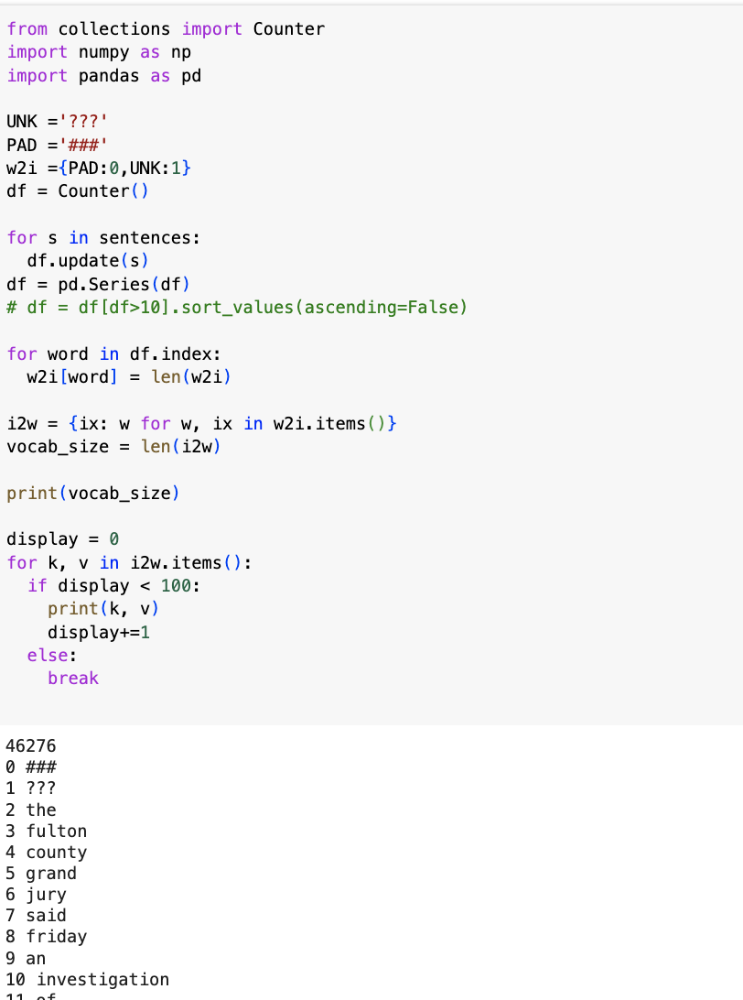 from collections import Counter
import numpy as np
import pandas as pd

UNK ='???'
PAD ='###'
w2i ={PAD:0,UNK:1}
df = Counter()

for s in sentences:
  df.update(s)
df = pd.Series(df)
# df = df[df>10].sort_values(ascending=False)

for word in df.index:
  w2i[word] = len(w2i)

i2w = {ix: w for w, ix in w2i.items()}
vocab_size = len(i2w)

print(vocab_size)

display = 0
for k, v in i2w.items():
  if display < 100:
    print(k, v)
    display+=1
  else:
    break

46276
0 ###
1 ???
2 the
3 fulton
4 county
5 grand
6 jury
7 said
8 friday
9 an
10 investigation
11 of